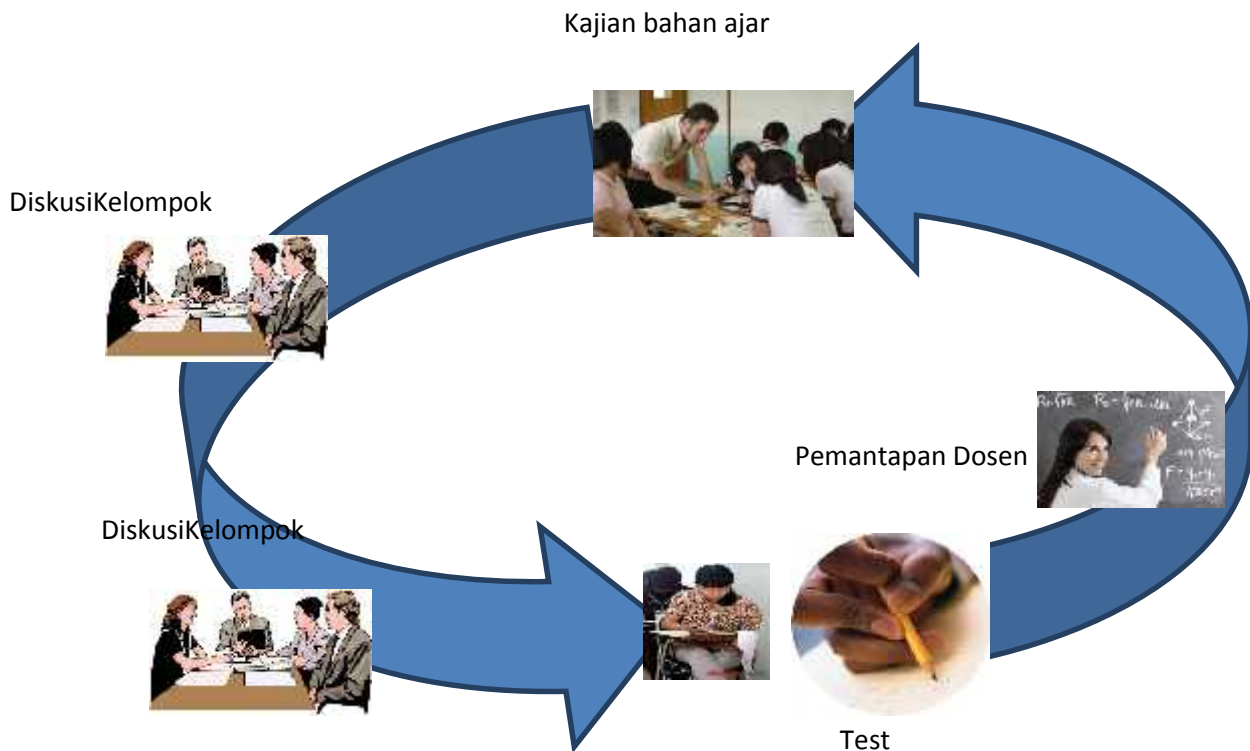 Kajian bahan ajar
DiskusiKelompok
Pemantapan Dosen
DiskusiKelompok
Test